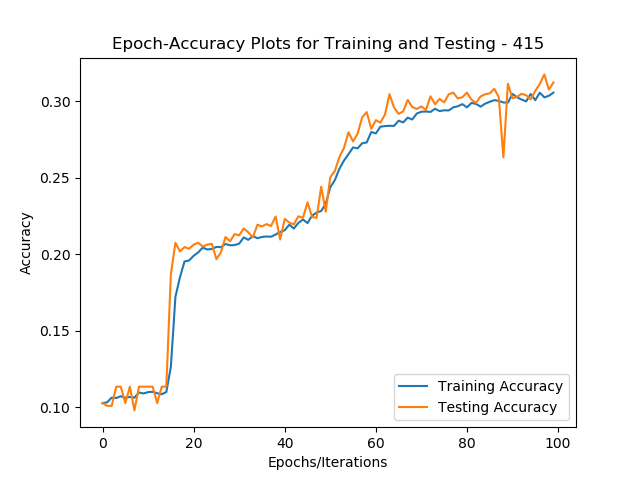 Epoch-Accuracy Plots for Training and Testing - 415
0.30
0.25
0.20
0.15
0.10
Accuracy
0 20 40 60 80 100
Epochs/Iterations
Training Accuracy
Testing Accuracy